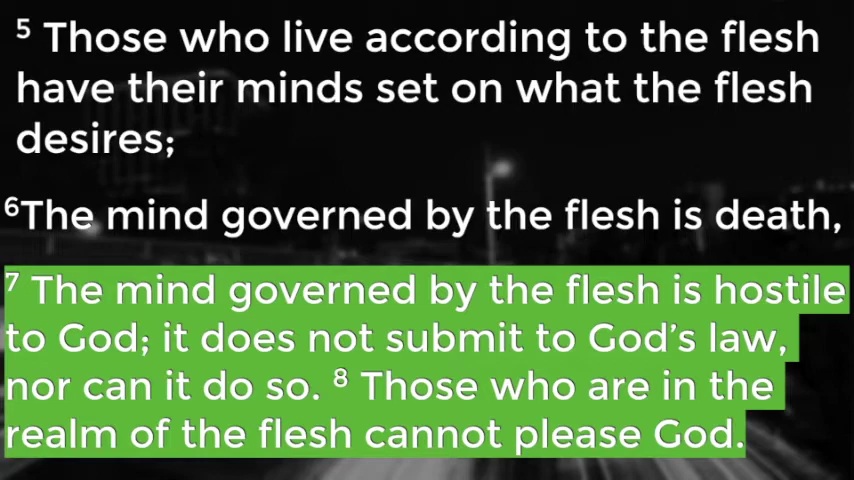 ⁵ Those who live according to the flesh
have their minds set on what the flesh
desires;
⁶The mind governed by the flesh is death,
⁷ The mind governed by the flesh is hostile
to God; it does not submit to God’s law,
nor can it do so. ⁸ Those who are in the
realm of the flesh cannot please God.